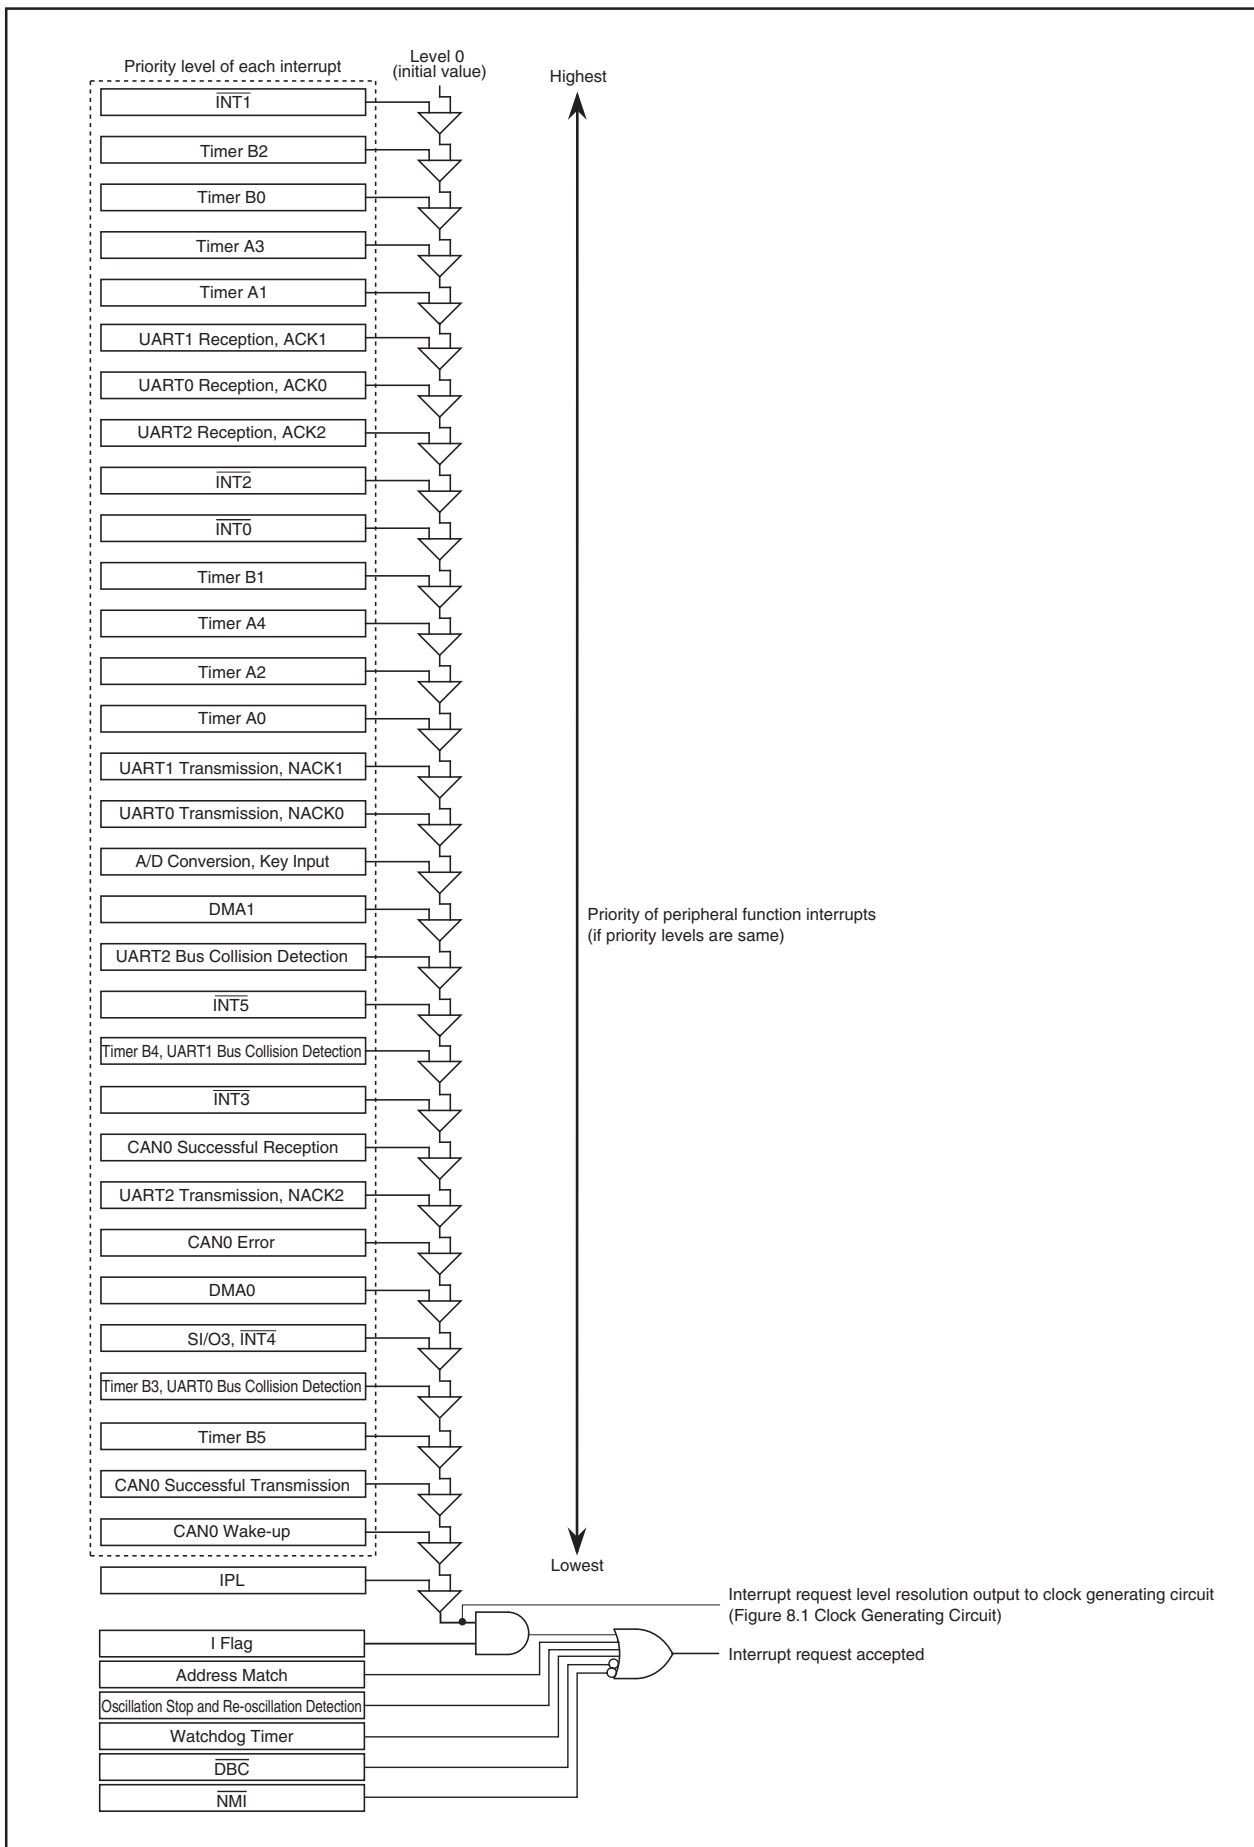 Priority level of each interrupt
Level 0
(initial value)
Highest
INT1
Timer B2
Timer B0
Timer A3
Timer A1
UART1 Reception, ACK1
UART0 Reception, ACK0
UART2 Reception, ACK2
INT2
INT0
Timer B1
Timer A4
Timer A2
Timer A0
UART1 Transmission, NACK1
UART0 Transmission, NACK0
A/D Conversion, Key Input
DMA1
Priority of peripheral function interrupts
(if priority levels are same)
UART2 Bus Collision Detection
INT5
Timer B4, UART1 Bus Collision Detection
INT3
CAN0 Successful Reception
UART2 Transmission, NACK2
CAN0 Error
DMA0
SI/O3, INT4
Timer B3, UART0 Bus Collision Detection
Timer B5
CAN0 Successful Transmission
CAN0 Wake-up
Lowest
IPL
Interrupt request level resolution output to clock generating circuit
(Figure 8.1 Clock Generating Circuit)
I Flag
Interrupt request accepted
Address Match
Oscillation Stop and Re-oscillation Detection
Watchdog Timer
DBC
NMI